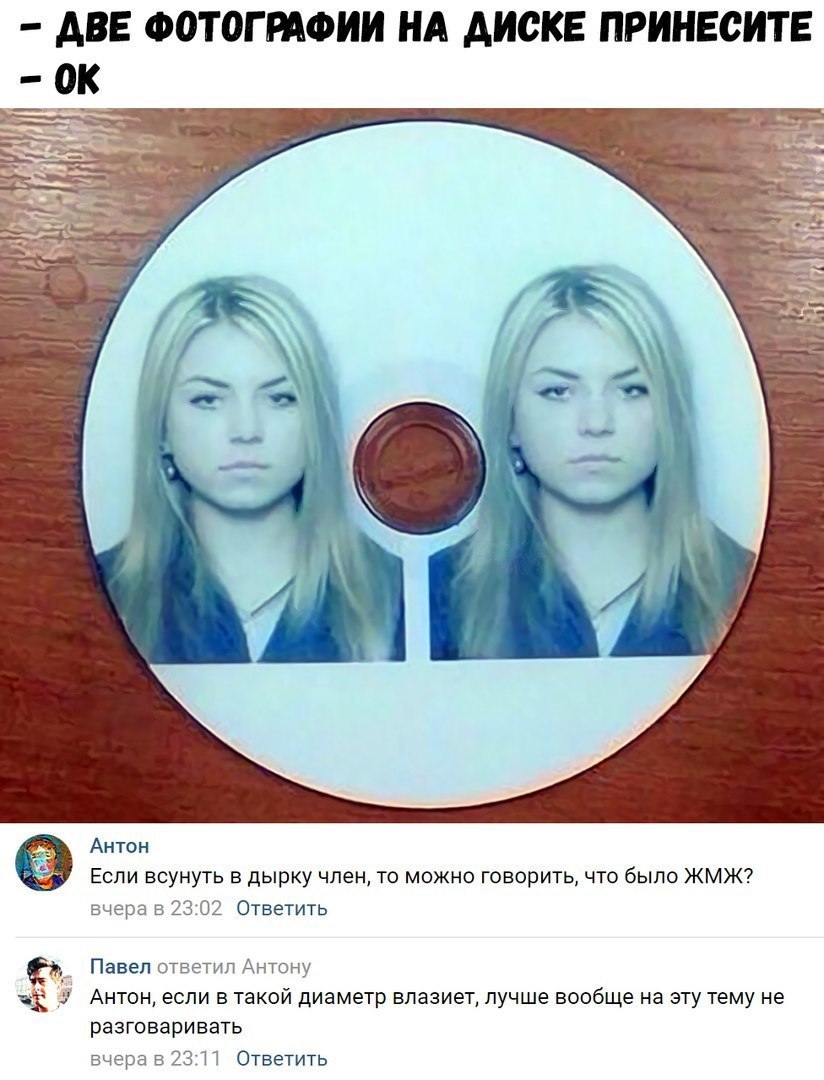 - ДВЕ ФОТОГРАФИИ НА ДИСКЕ ПРИНЕСИТЕ
- ОК
Антон
Если всунуть в дырку член, то можно говорить, что было ЖМЖ?
вчера в 23:02 Ответить
Павел ответил Антону
Антон, если в такой диаметр влазиет, лучше вообще на эту тему не
разговаривать
вчера в 23:11 Ответить